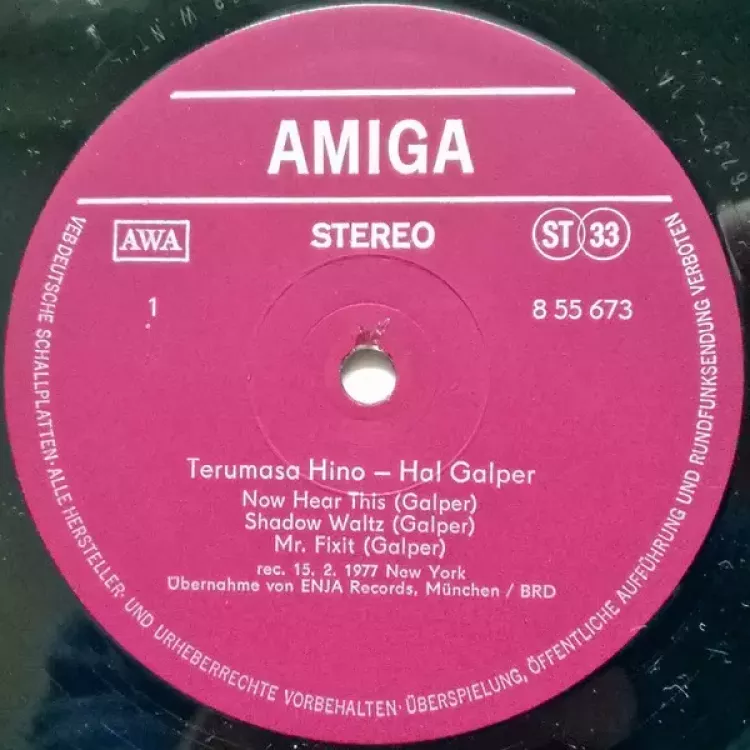 AMIGA
AWA
STEREO
ST 33
1
8 55 673
Terumasa Hino – Hal Galper
Now Hear This (Galper)
Shadow Waltz (Galper)
Mr. Fixit (Galper)
rec. 15. 2. 1977 New York
Übernahme von ENJA Records, München / BRD
VEB DEUTSCHE SCHALLPLATTEN · ALLE HERSTELLER- UND URHEBERRECHTE VORBEHALTEN · ÜBERSPIELUNG, ÖFFENTLICHE AUFFÜHRUNG UND RUNDFUNKSENDUNG VERBOTEN